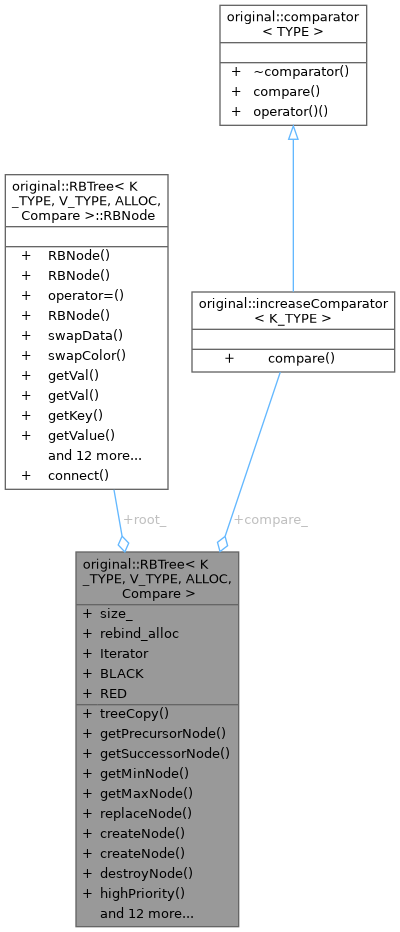 original::comparator
< TYPE >
+ ~comparator()
+ compare()
+ operator()()
original::RBTree< K
_TYPE, V_TYPE, ALLOC,
Compare >::RBNode
+ RBNode()
+ RBNode()
+ operator=()
+ RBNode()
+ swapData()
+ swapColor()
+ getVal()
+ getVal()
+ getKey()
+ getValue()
and 12 more...
+ connect()
original::increaseComparator
< K_TYPE >
+ compare()
+root_
+compare_
original::RBTree< K
_TYPE, V_TYPE, ALLOC,
Compare >
+ size_
+ rebind_alloc
+ Iterator
+ BLACK
+ RED
+ treeCopy()
+ getPrecursorNode()
+ getSuccessorNode()
+ getMinNode()
+ getMaxNode()
+ replaceNode()
+ createNode()
+ createNode()
+ destroyNode()
+ highPriority()
and 12 more...